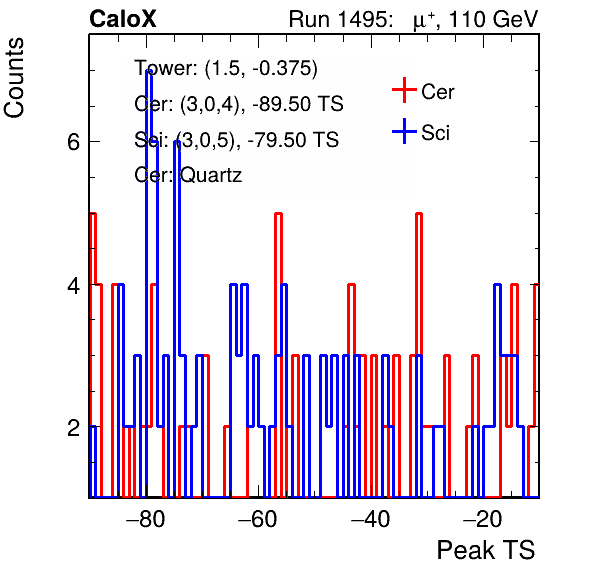 CaloX
Run 1495: μ⁺, 110 GeV
Counts
Tower: (1.5, -0.375)
Cer: (3,0,4), -89.50 TS
Sci: (3,0,5), -79.50 TS
Cer: Quartz
Cer
Sci
6
4
2
−80
−60
−40
−20
Peak TS